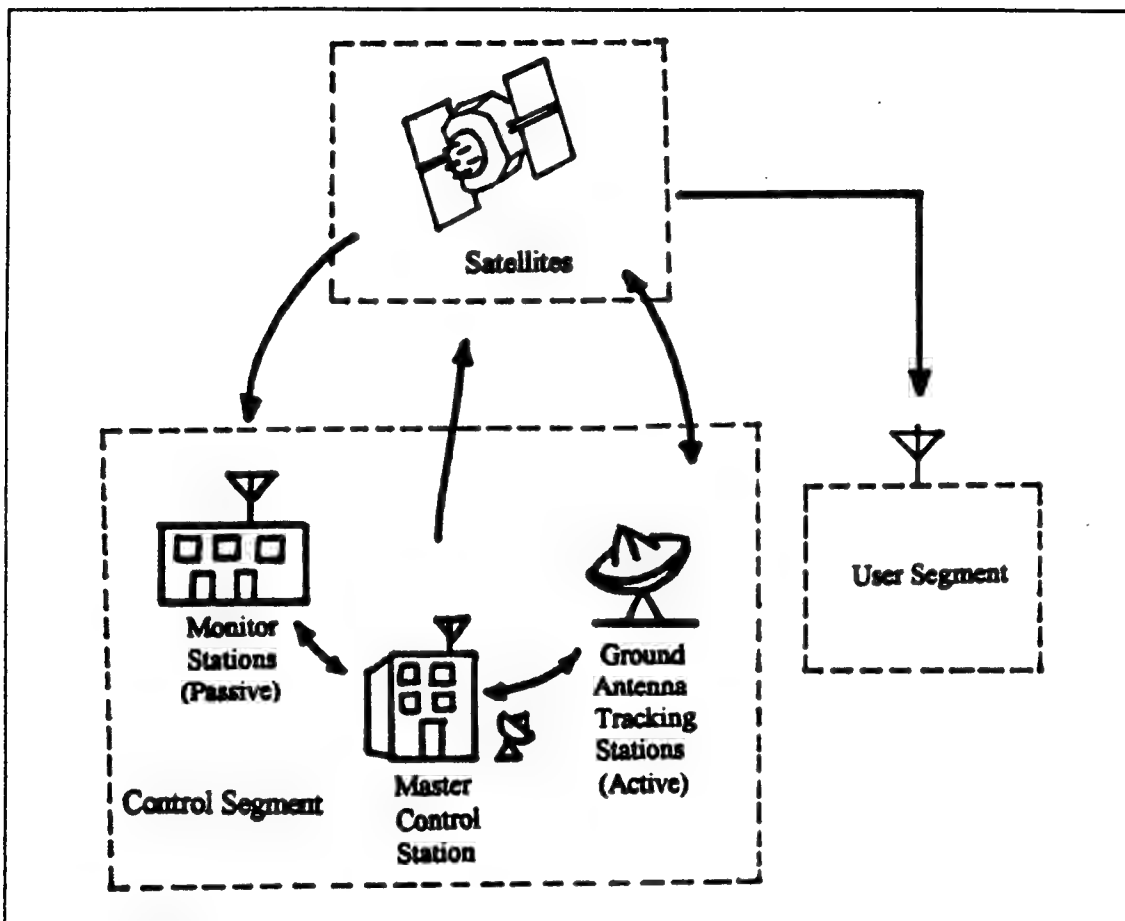 Satellites
User Segment
Monitor
Stations
(Passive)
Ground
Antenna
Tracking
Stations
(Active)
Master
Control
Station
Control Segment